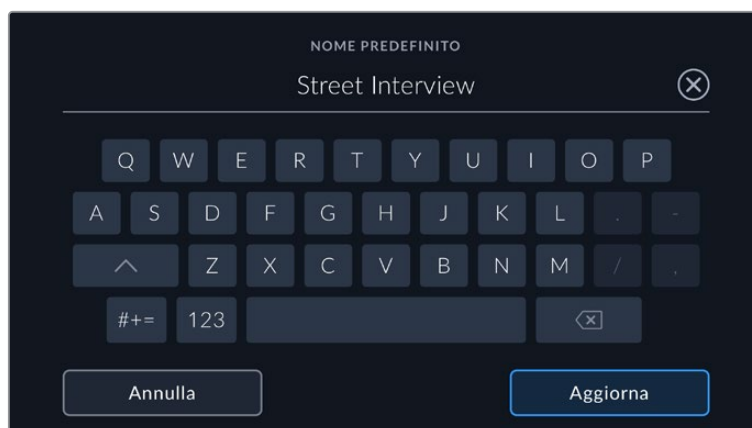 NOME PREDEFINITO
Street Interview
Q W E R T Y U I O P
A S D F G H J K L . -
Z X C V B N M / ,
#+= 123
Annulla Aggiorna